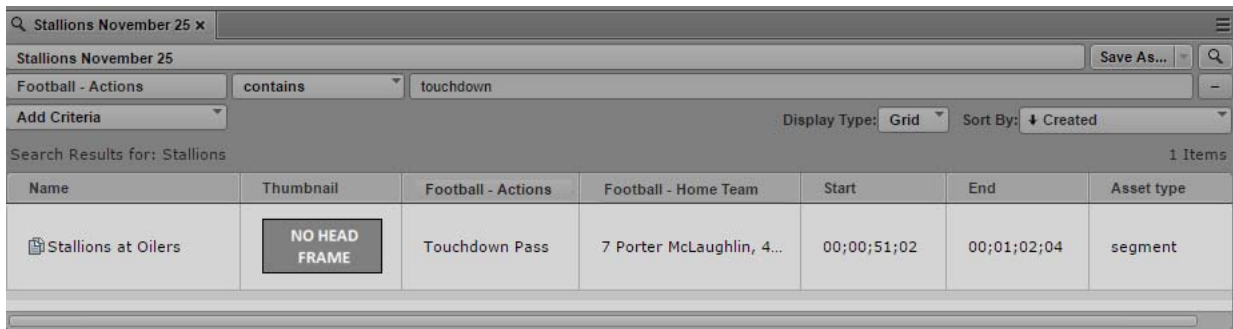 Stallions November 25 ×
Stallions November 25 Save As...
Football - Actions contains touchdown
Add Criteria Display Type: Grid Sort By: Created
Search Results for: Stallions 1 Items
Name Thumbnail Football - Actions Football - Home Team Start End Asset type
Stallions at Oilers NO HEAD FRAME Touchdown Pass 7 Porter McLaughlin, 4... 00;00;51;02 00;01;02;04 segment